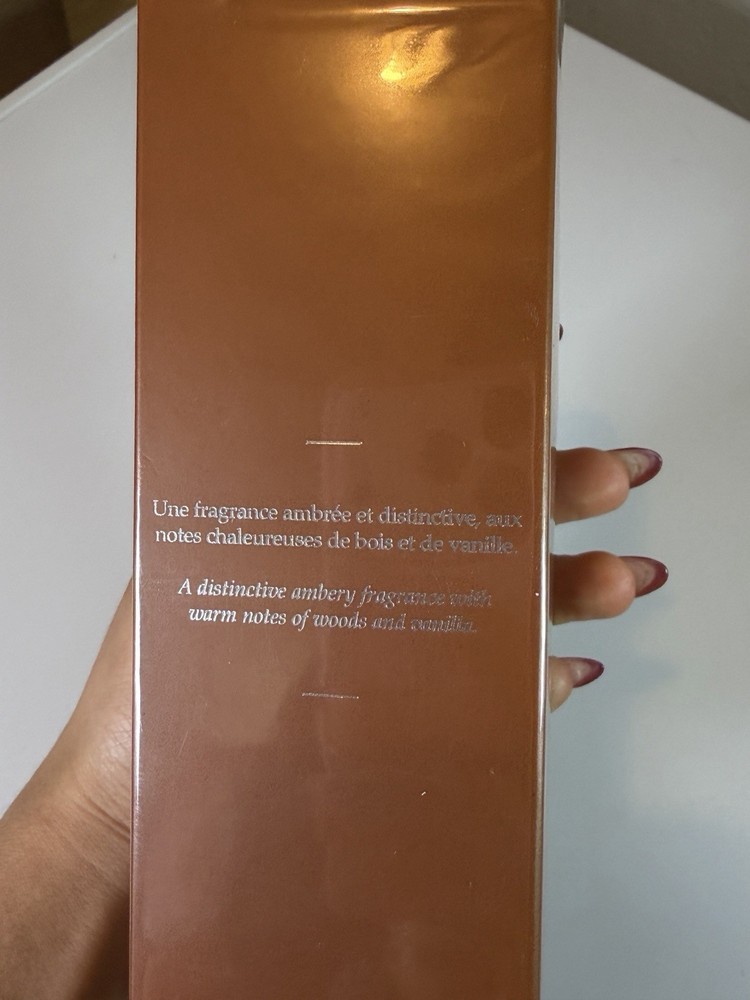 Une fragrance ambrée et distinctive, aux
notes chaleureuses de bois et de vanille.
A distinctive ambery fragrance with
warm notes of woods and vanilla.